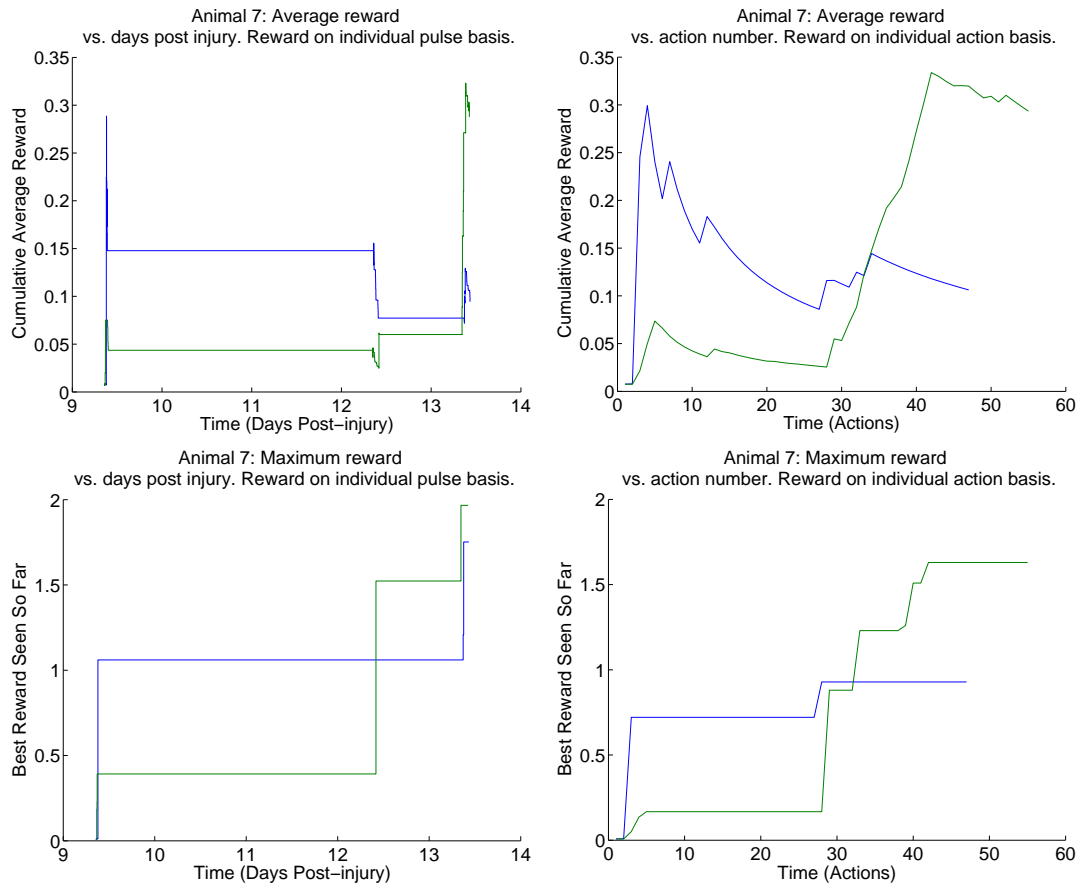 Animal 7: Average reward
vs. days post injury. Reward on individual pulse basis.
0.35
0.3
0.25
0.2
0.15
0.1
0.05
0
Cumulative Average Reward
9 10 11 12 13 14
Time (Days Post−injury)
Animal 7: Average reward
vs. action number. Reward on individual action basis.
0.35
0.3
0.25
0.2
0.15
0.1
0.05
0
Cumulative Average Reward
0 10 20 30 40 50 60
Time (Actions)
Animal 7: Maximum reward
vs. days post injury. Reward on individual pulse basis.
2
1.5
1
0.5
0
Best Reward Seen So Far
9 10 11 12 13 14
Time (Days Post−injury)
Animal 7: Maximum reward
vs. action number. Reward on individual action basis.
2
1.5
1
0.5
0
Best Reward Seen So Far
0 10 20 30 40 50 60
Time (Actions)